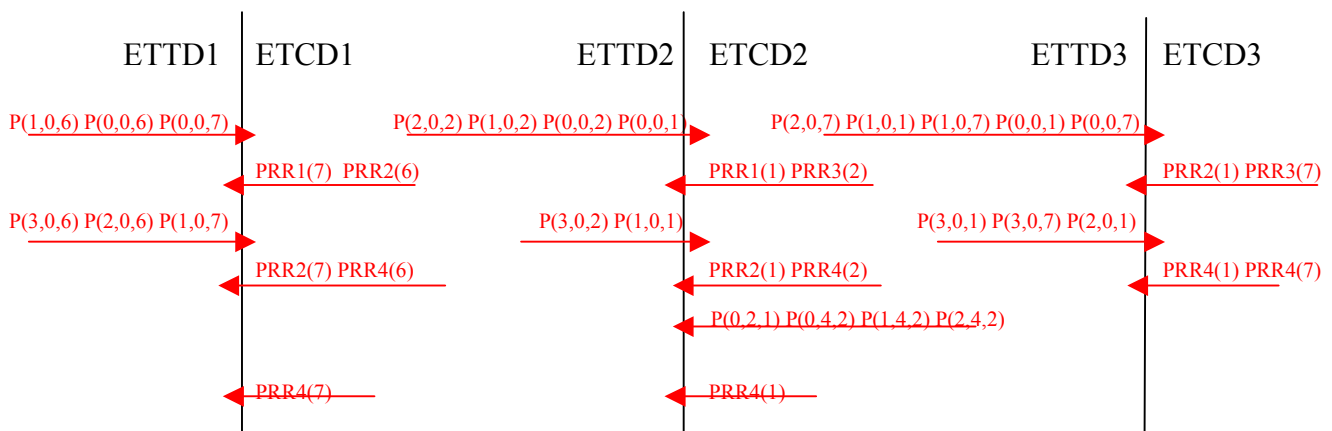 ETTD1 ETCD1 ETTD2 ETCD2 ETTD3 ETCD3
P(1,0,6) P(0,0,6) P(0,0,7) P(2,0,2) P(1,0,2) P(0,0,2) P(0,0,1) P(2,0,7) P(1,0,1) P(1,0,7) P(0,0,1) P(0,0,7)
PRR1(7) PRR2(6) PRR1(1) PRR3(2) PRR2(1) PRR3(7)
P(3,0,6) P(2,0,6) P(1,0,7) P(3,0,2) P(1,0,1) P(3,0,1) P(3,0,7) P(2,0,1)
PRR2(7) PRR4(6) PRR2(1) PRR4(2) PRR4(1) PRR4(7)
P(0,2,1) P(0,4,2) P(1,4,2) P(2,4,2)
PRR4(7) PRR4(1)